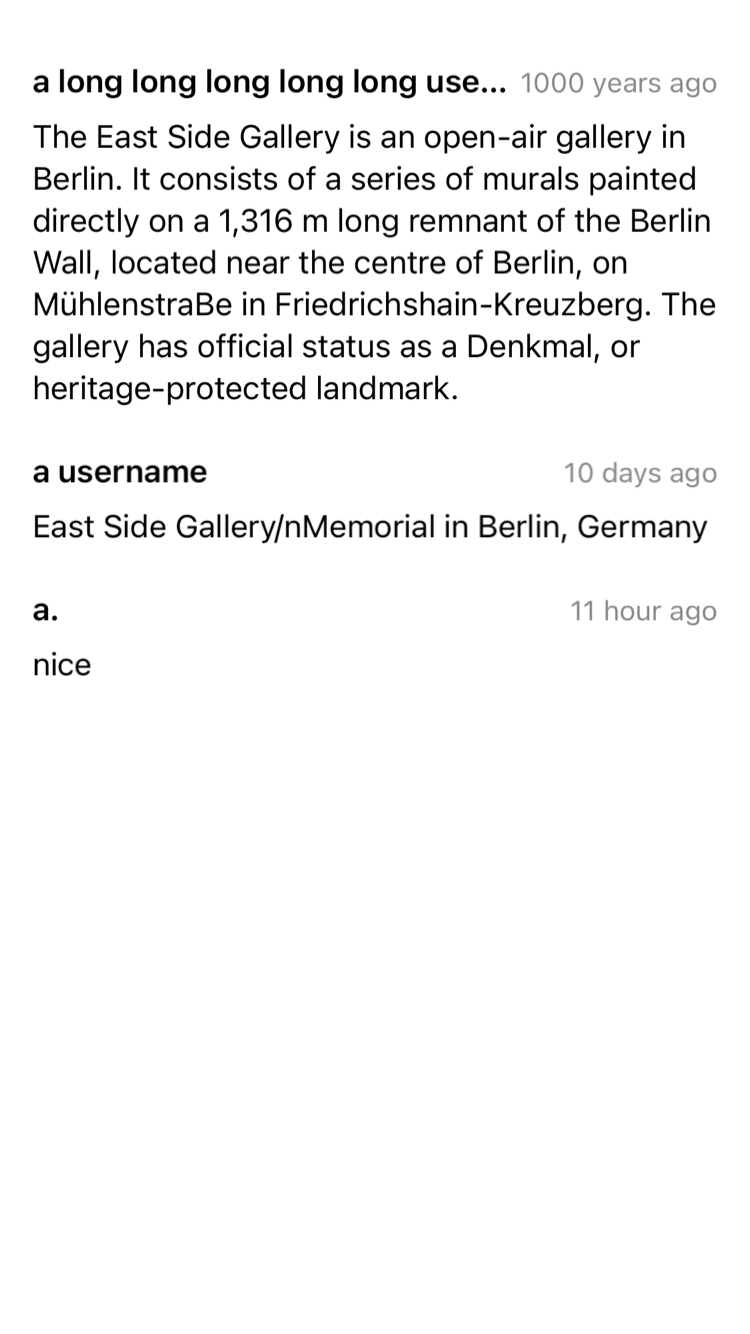 a long long long long long use... 1000 years ago
The East Side Gallery is an open-air gallery in
Berlin. It consists of a series of murals painted
directly on a 1,316 m long remnant of the Berlin
Wall, located near the centre of Berlin, on
MühlenstraBe in Friedrichshain-Kreuzberg. The
gallery has official status as a Denkmal, or
heritage-protected landmark.
a username 10 days ago
East Side Gallery/nMemorial in Berlin, Germany
a. 11 hour ago
nice